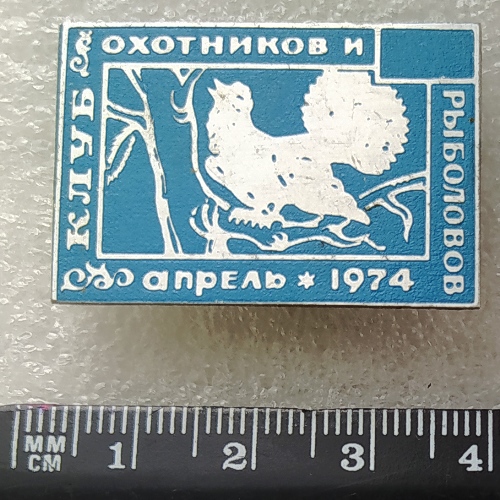 КЛУБ
ОХОТНИКОВ И
РЫБОЛОВОВ
апрель * 1974
MM
CM
1 2 3 4